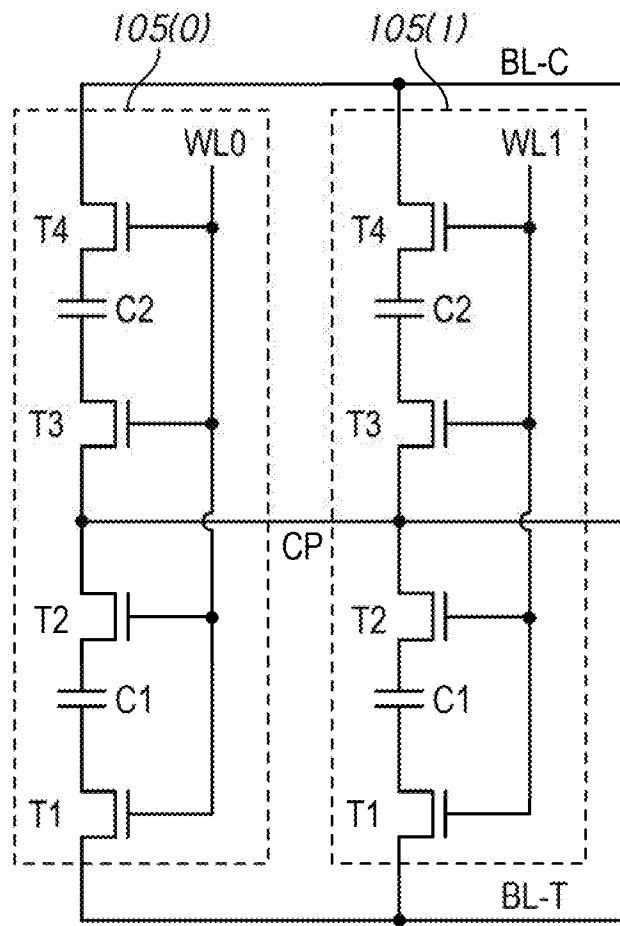 105(0) 105(1)
BL-C
WL0 WL1
T4 T4
C2 C2
T3 T3
CP
T2 T2
C1 C1
T1 T1
BL-T